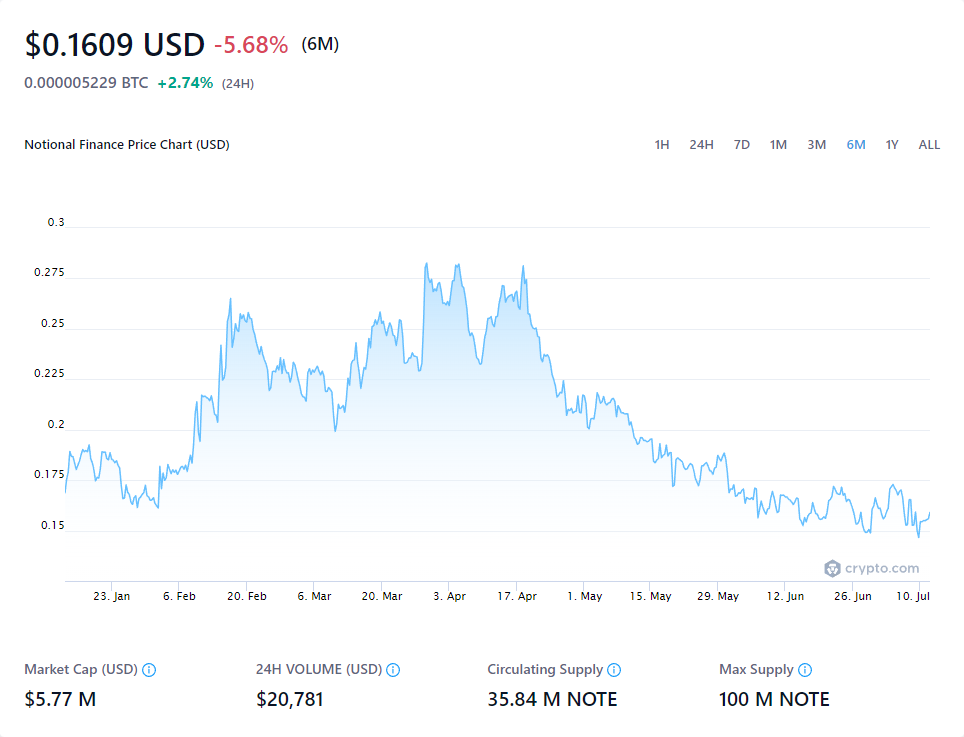 $0.1609 USD -5.68% (6M)
0.000005229 BTC +2.74% (24H)
Notional Finance Price Chart (USD) 1H 24H 7D 1M 3M 6M 1Y ALL
0.3
0.275
0.25
0.225
0.2
0.175
0.15
crypto.com
23. Jan 6. Feb 20. Feb 6. Mar 20. Mar 3. Apr 17. Apr 1. May 15. May 29. May 12. Jun 26. Jun 10. Jul
Market Cap (USD) 24H VOLUME (USD) Circulating Supply Max Supply
$5.77 M $20,781 35.84 M NOTE 100 M NOTE